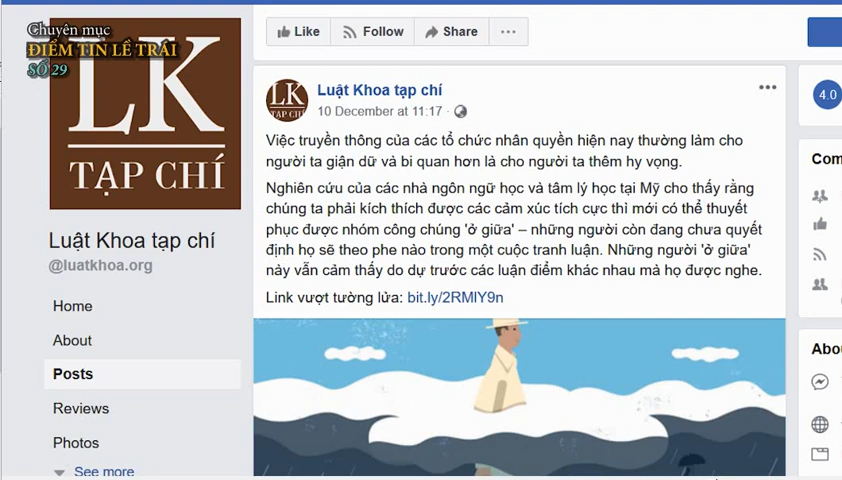 Chuyên mục
ĐIỂM TIN LỀ TRÁI
SỐ 29
LK
TẠP CHÍ
Luật Khoa tạp chí
@luatkhoa.org
Home
About
Posts
Reviews
Photos
See more
Like
Follow
Share
LK
TẠP CHÍ
Luật Khoa tạp chí
10 December at 11:17
Việc truyền thông của các tổ chức nhân quyền hiện nay thường làm cho
người ta giận dữ và bi quan hơn là cho người ta thêm hy vọng.
Nghiên cứu của các nhà ngôn ngữ học và tâm lý học tại Mỹ cho thấy rằng
chúng ta phải kích thích được các cảm xúc tích cực thì mới có thể thuyết
phục được nhóm công chúng 'ở giữa' – những người còn đang chưa quyết
định họ sẽ theo phe nào trong một cuộc tranh luận. Những người 'ở giữa'
này vẫn cảm thấy do dự trước các luận điểm khác nhau mà họ được nghe.
Link vượt tường lửa: bit.ly/2RMIY9n
4.0
Com
Abo